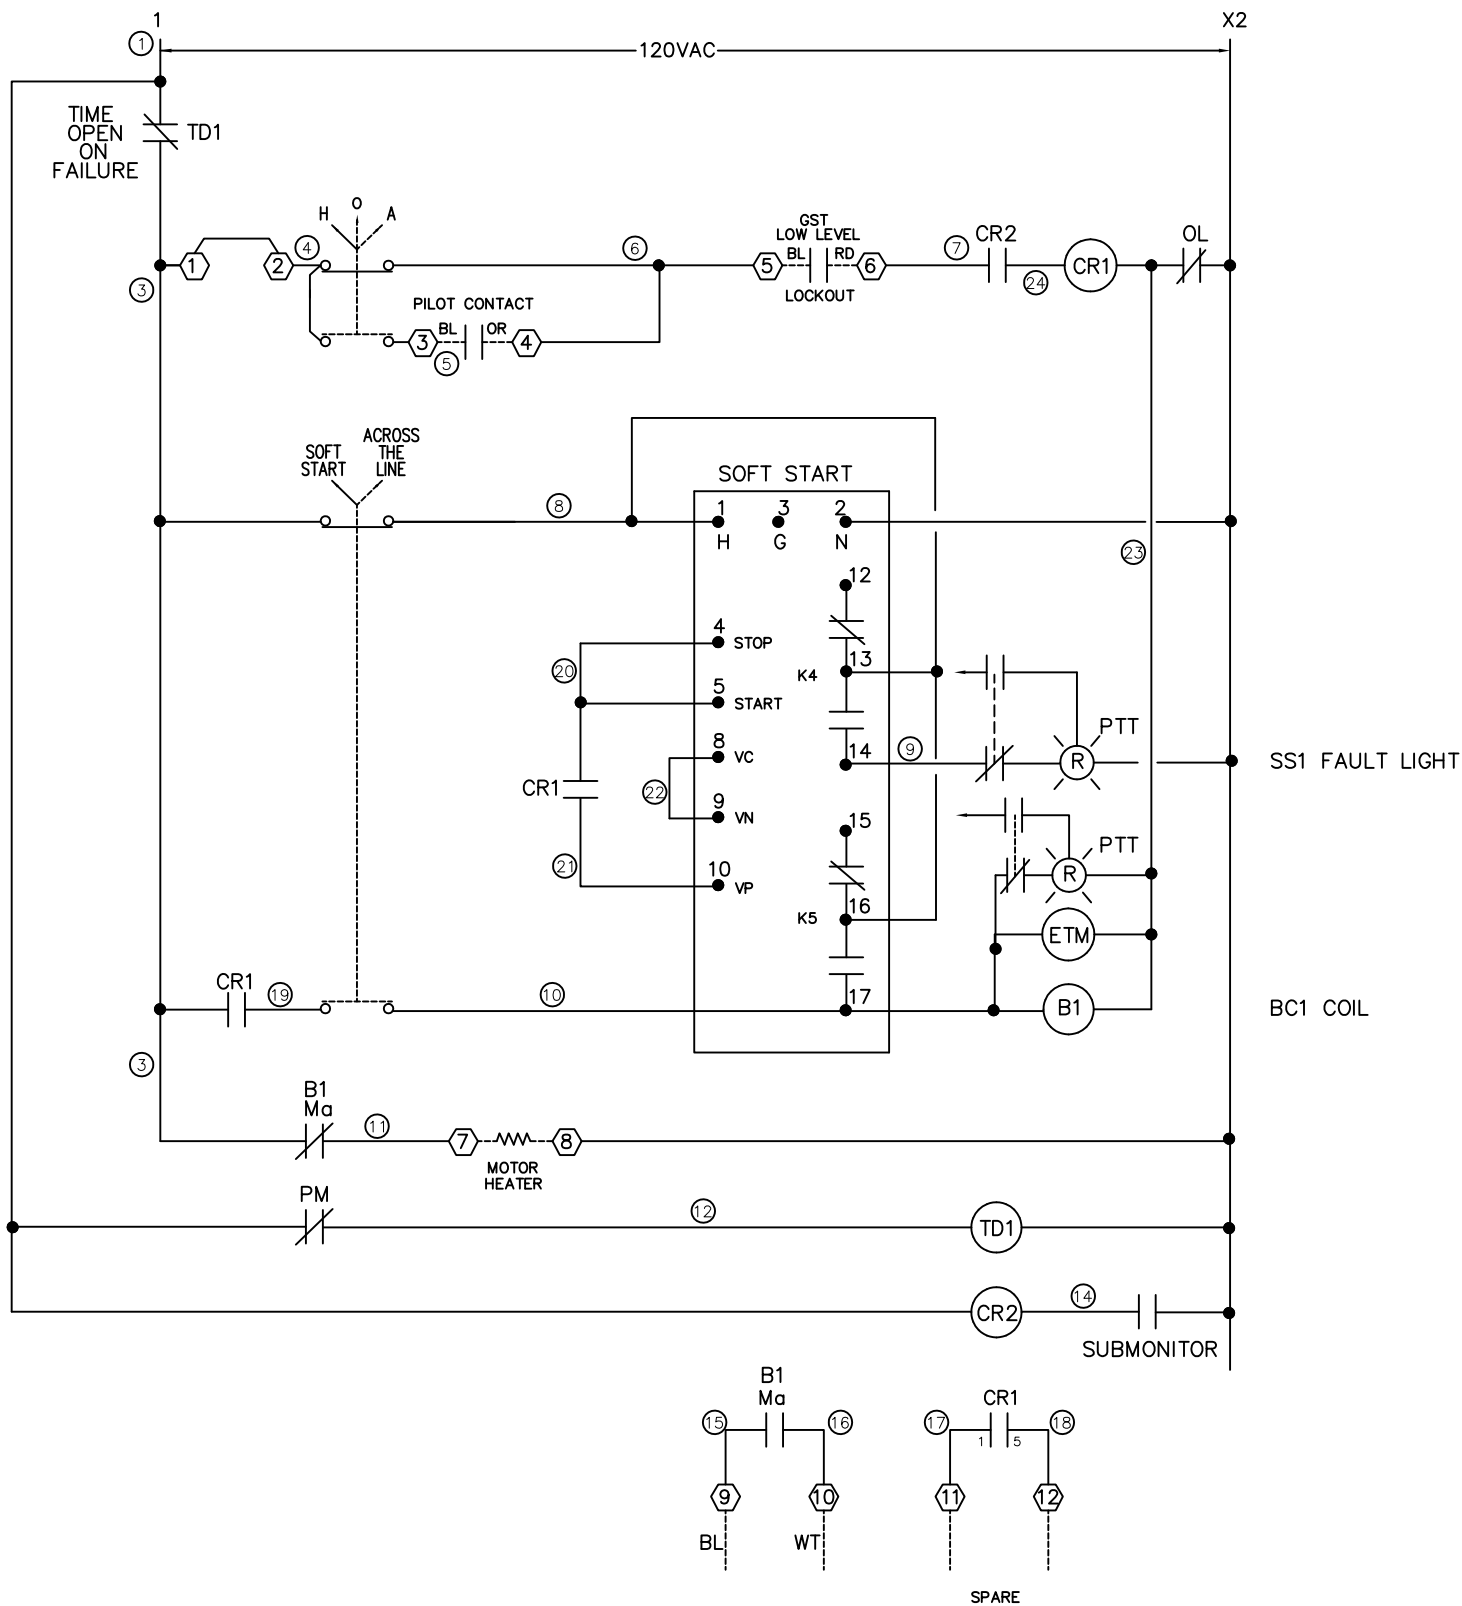 1
X2
1
120VAC
TIME
OPEN
ON
FAILURE
TD1
H
O
A
1
2
4
6
GST
LOW LEVEL
BL
RD
5
6
LOCKOUT
7
CR2
24
CR1
OL
3
PILOT CONTACT
3
BL
OR
4
5
SOFT
START
ACROSS
THE
LINE
8
SOFT START
1
3
2
H
G
N
23
12
4
STOP
20
13
K4
5
START
PTT
8
VC
14
9
R
SS1 FAULT LIGHT
CR1
22
9
VN
15
PTT
21
10
VP
R
16
K5
ETM
CR1
19
10
17
B1
BC1 COIL
3
B1
Ma
11
7
8
MOTOR
HEATER
PM
12
TD1
14
CR2
SUBMONITOR
B1
Ma
15
16
CR1
17
18
1
5
9
10
11
12
BL
WT
SPARE